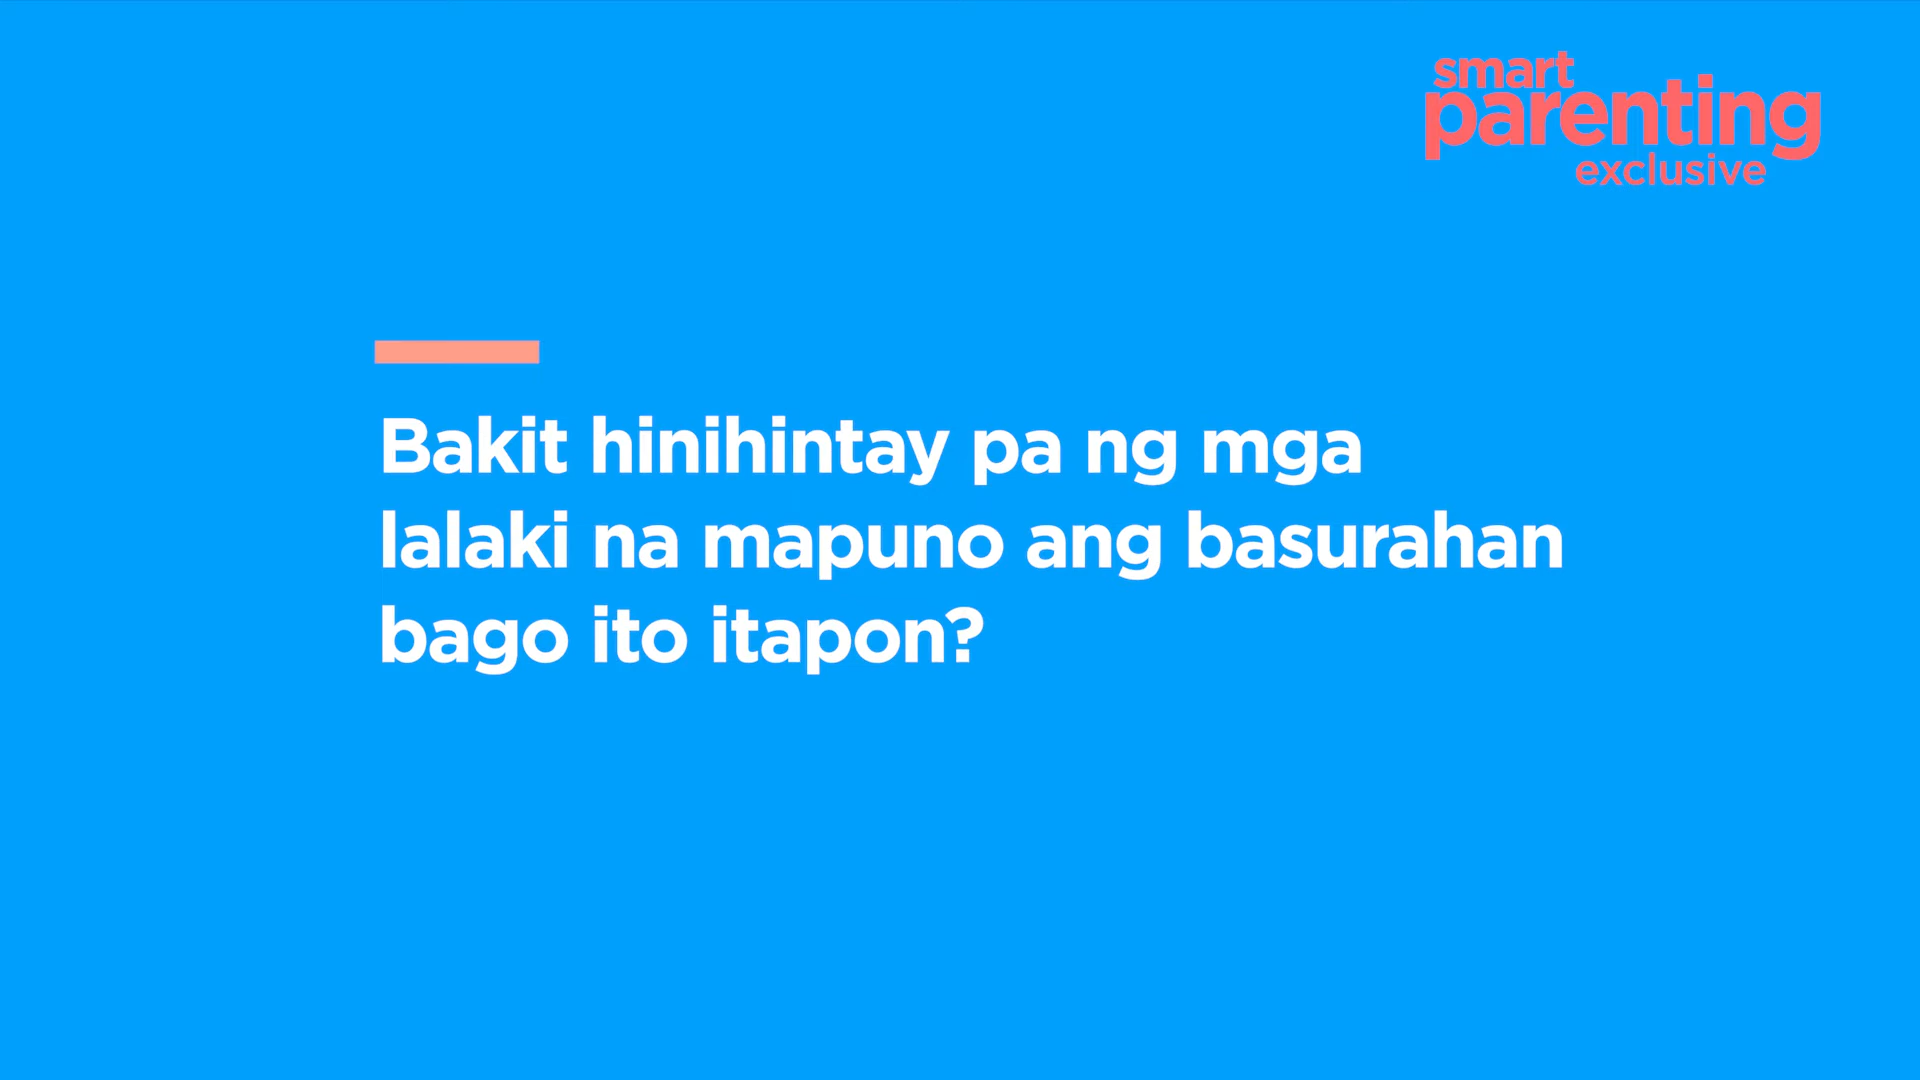 smart
parenting
exclusive
Bakit hinihintay pa ng mga
lalaki na mapuno ang basurahan
bago ito itapon?